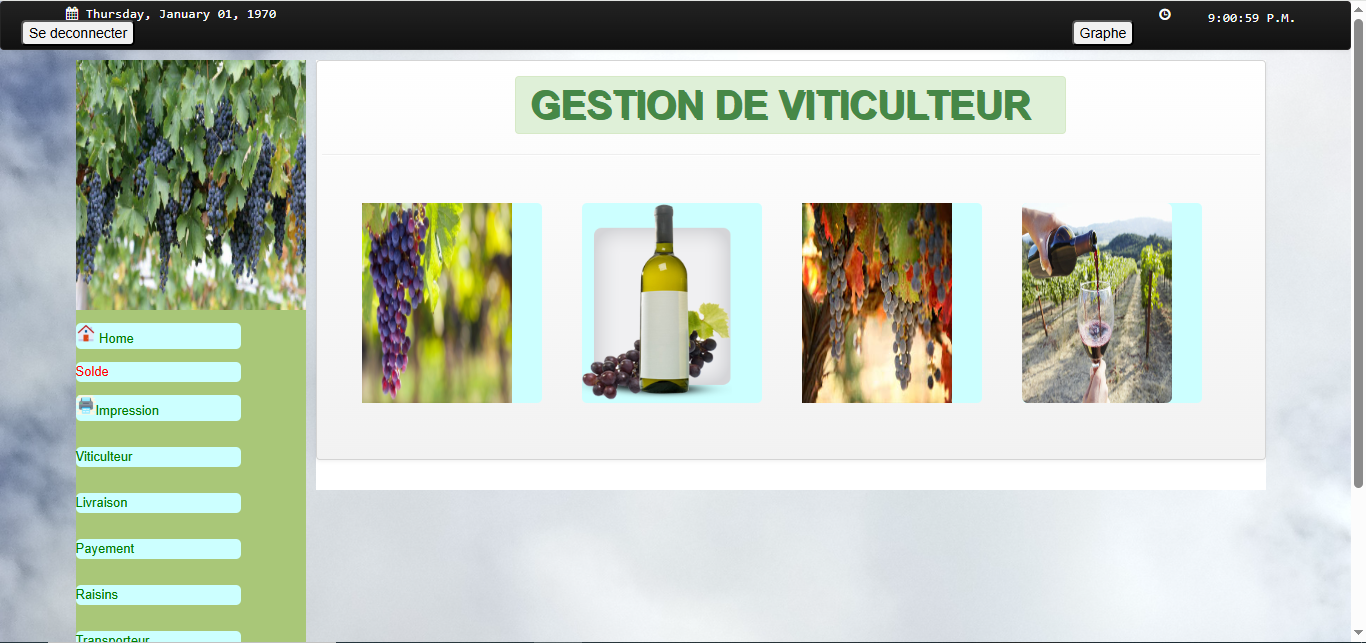 Thursday, January 01, 1970
9:00:59 P.M.
Se deconnecter
Graphe
GESTION DE VITICULTEUR
Home
Solde
Impression
Viticulteur
Livraison
Payement
Raisins
Transporteur